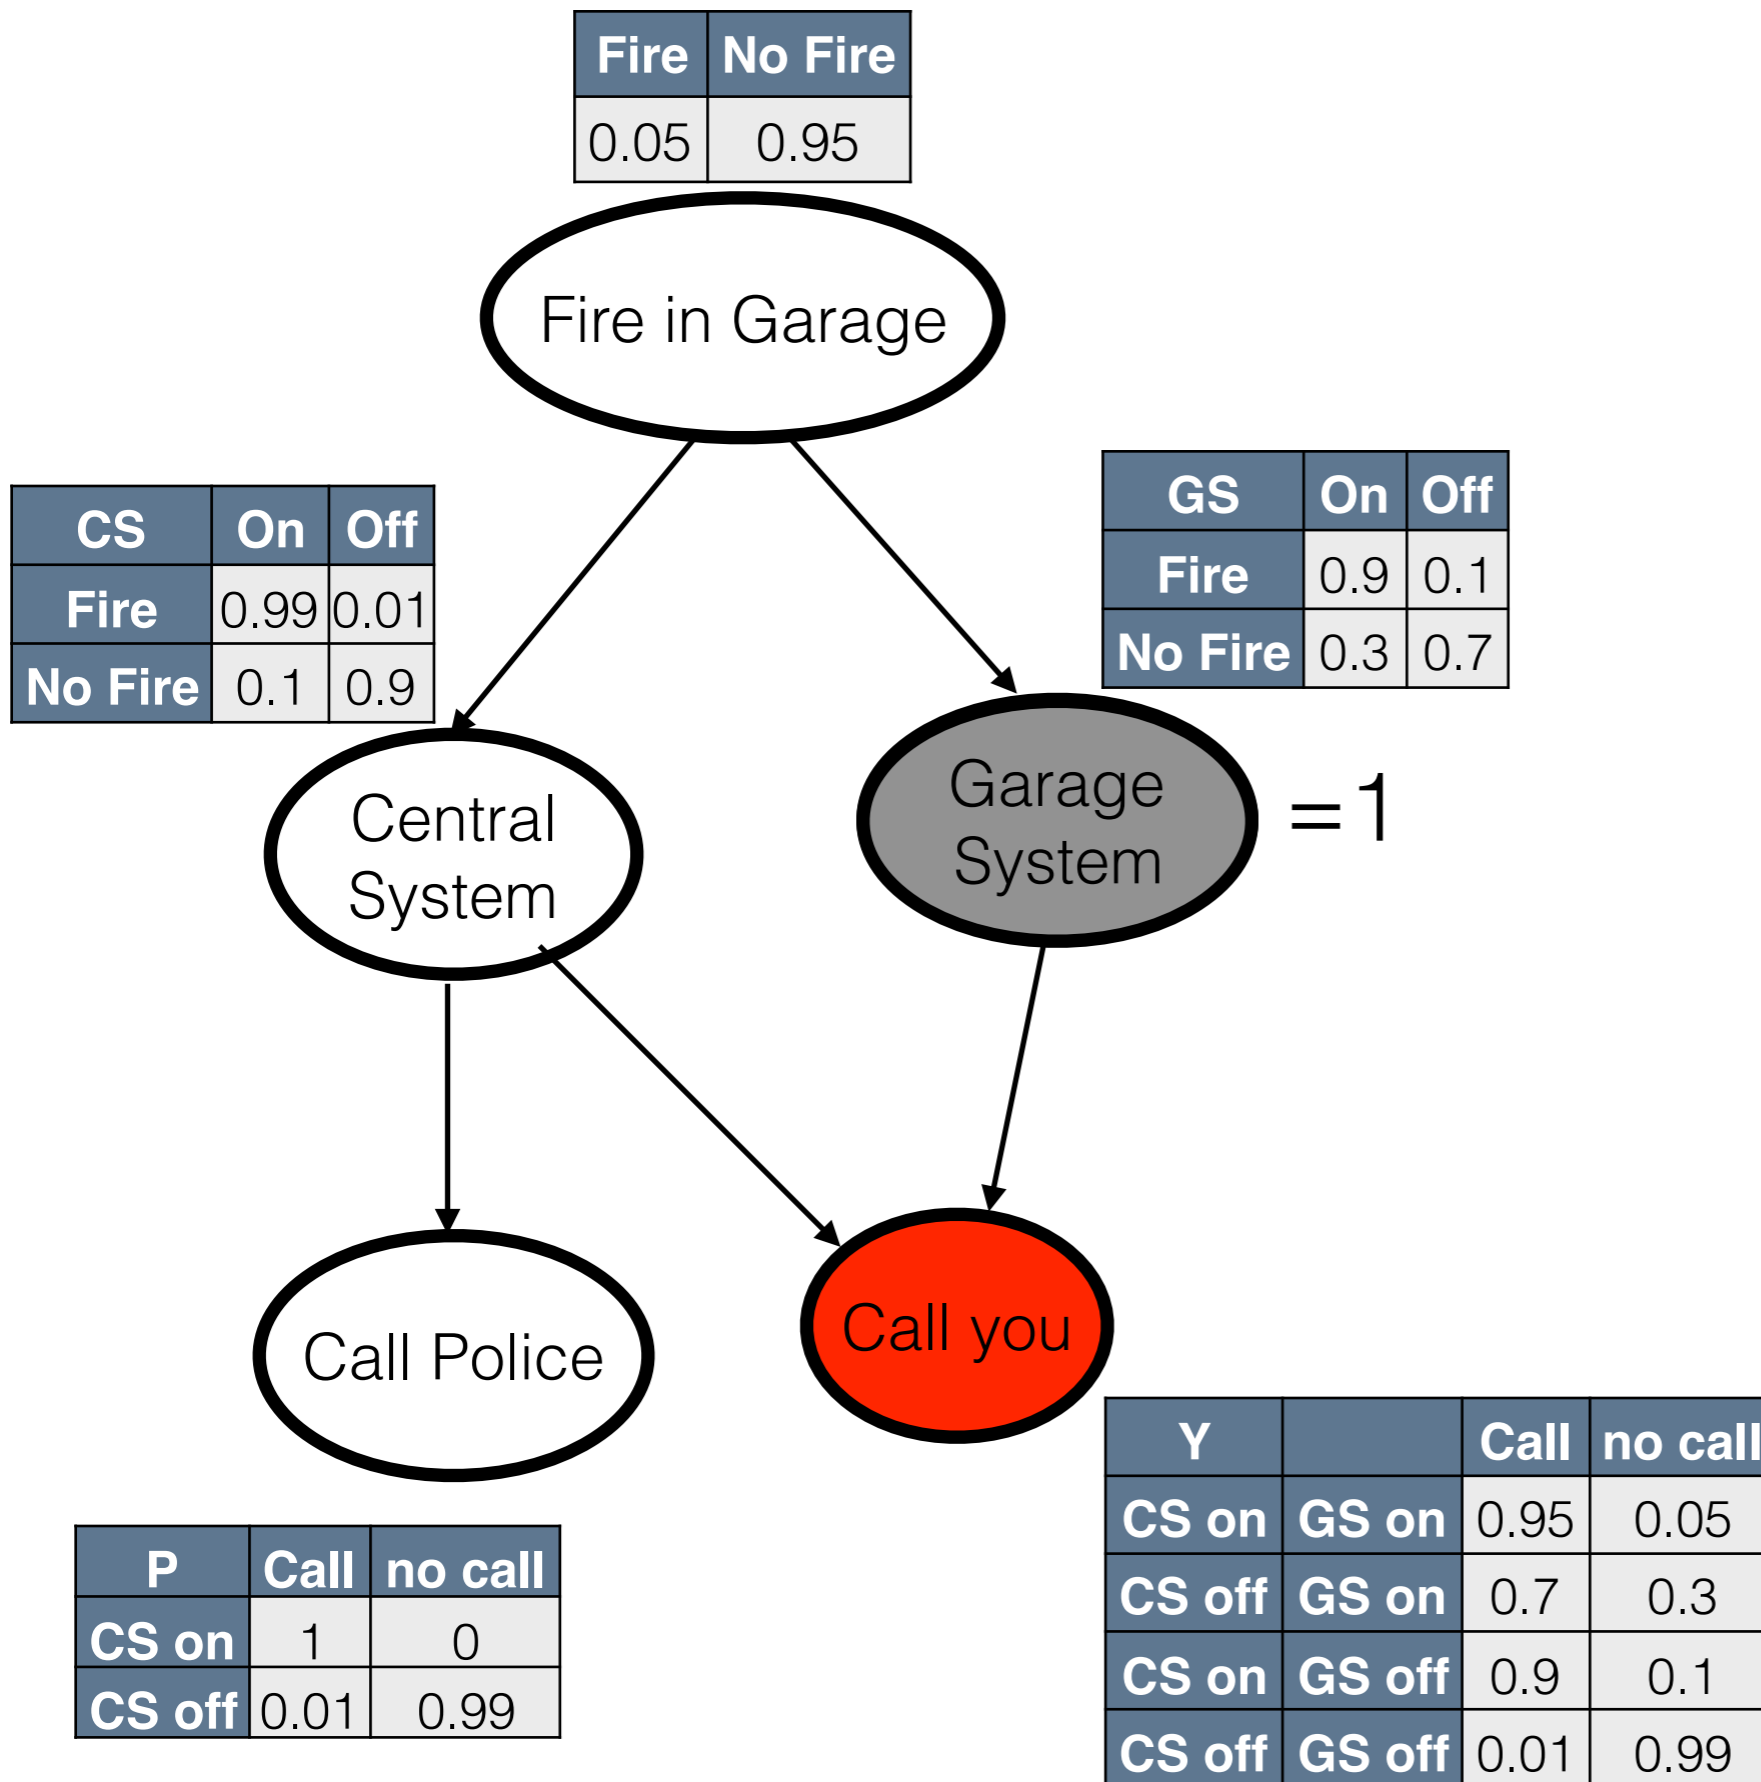 Fire No Fire
0.05 0.95
Fire in Garage
CS On Off
Fire 0.99 0.01
No Fire 0.1 0.9
GS On Off
Fire 0.9 0.1
No Fire 0.3 0.7
Central
System
Garage
System
=1
Call Police
Call you
P Call no call
CS on 1 0
CS off 0.01 0.99
Y Call no call
CS on GS on 0.95 0.05
CS off GS on 0.7 0.3
CS on GS off 0.9 0.1
CS off GS off 0.01 0.99